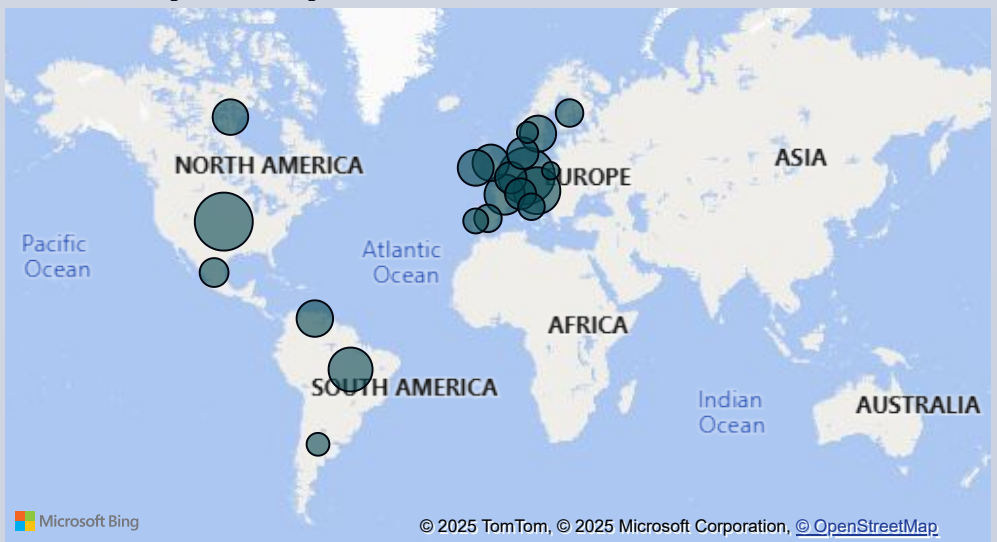 NORTH AMERICA
ASIA
EUROPE
Pacific
Ocean
Atlantic
Ocean
AFRICA
SOUTH AMERICA
Indian
Ocean
AUSTRALIA
Microsoft Bing
© 2025 TomTom, © 2025 Microsoft Corporation, © OpenStreetMap